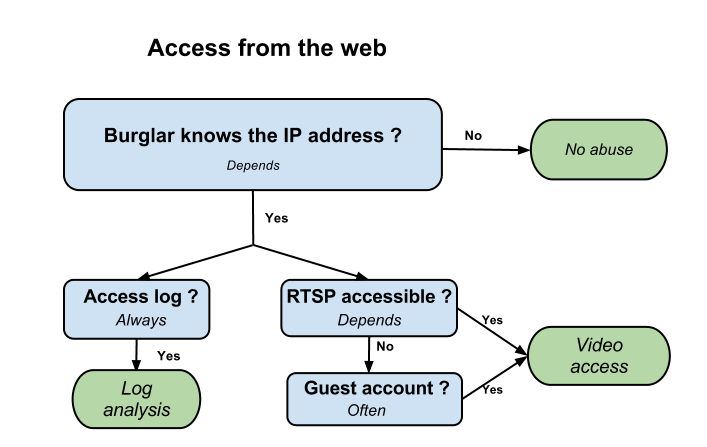 Access from the web
Burglar knows the IP address ?
Depends
No
No abuse
Yes
Access log ?
Always
RTSP accessible ?
Depends
Yes
Yes
No
Video
access
Log
analysis
Guest account ?
Often
Yes